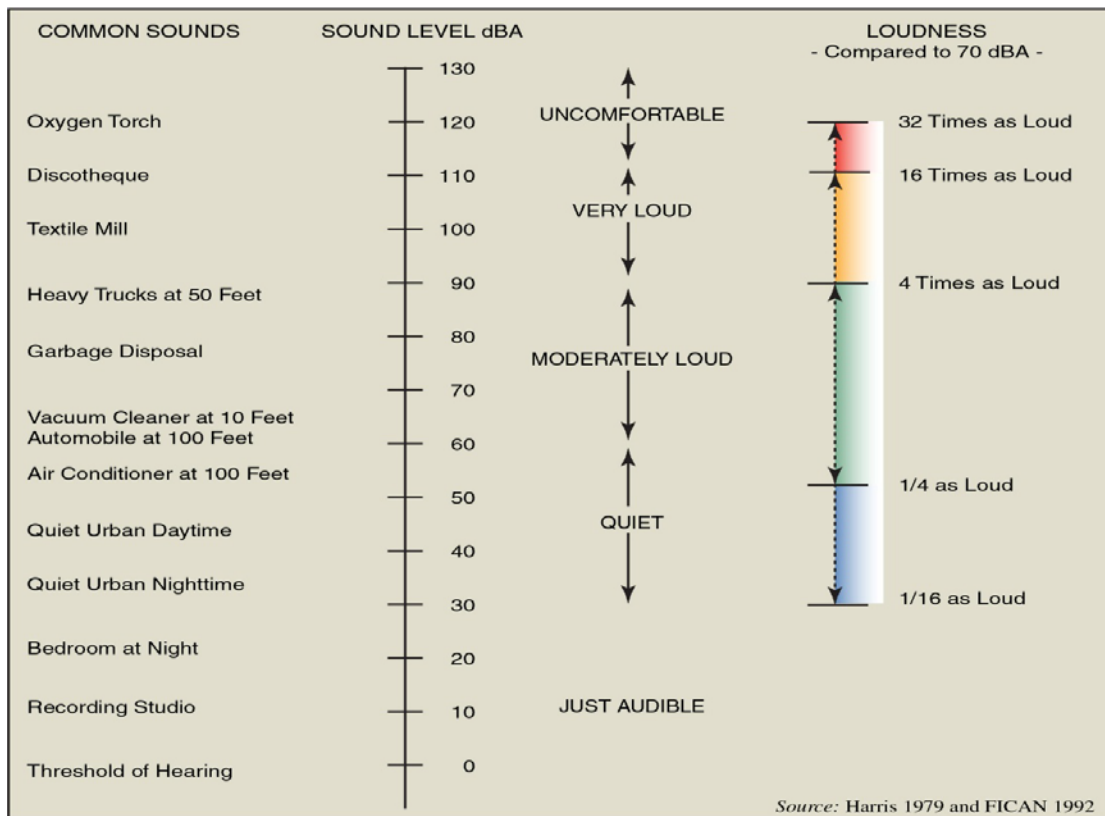 COMMON SOUNDS
SOUND LEVEL dBA
LOUDNESS
- Compared to 70 dBA -
130
UNCOMFORTABLE
Oxygen Torch
120
32 Times as Loud
Discotheque
110
16 Times as Loud
VERY LOUD
Textile Mill
100
90
4 Times as Loud
Heavy Trucks at 50 Feet
80
Garbage Disposal
MODERATELY LOUD
70
Vacuum Cleaner at 10 Feet
Automobile at 100 Feet
60
Air Conditioner at 100 Feet
1/4 as Loud
50
QUIET
Quiet Urban Daytime
40
Quiet Urban Nighttime
30
1/16 as Loud
Bedroom at Night
20
Recording Studio
10
JUST AUDIBLE
Threshold of Hearing
0
Source: Harris 1979 and FICAN 1992